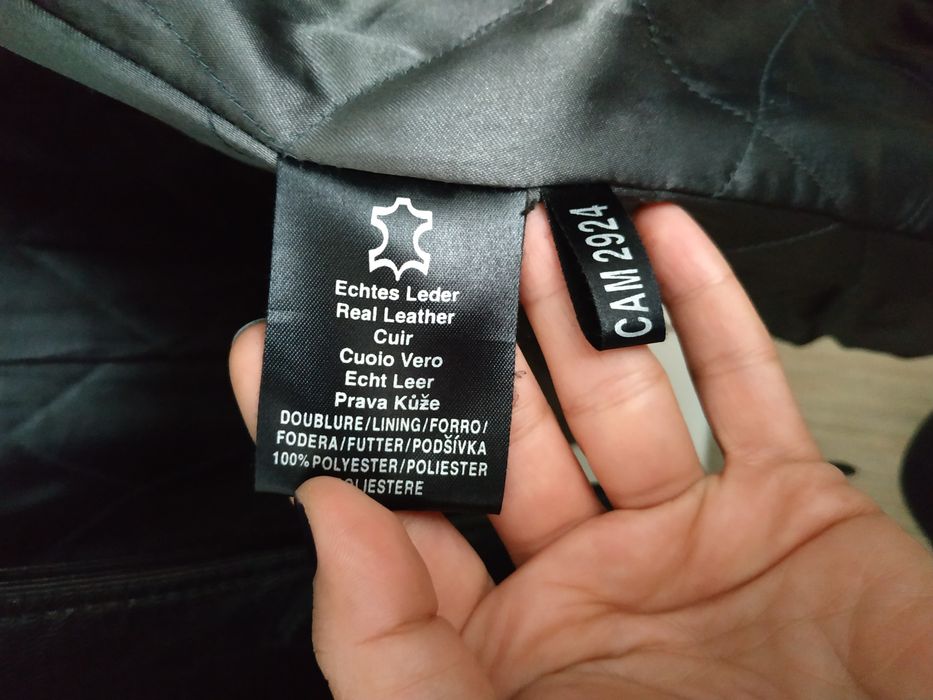 Echtes Leder
Real Leather
Cuir
Cuoio Vero
Echt Leer
Prava Kůže
DOUBLURE/LINING/FORRO/
FODERA/FUTTER/PODŠÍVKA
100% POLYESTER/POLIESTER
CAM 2924